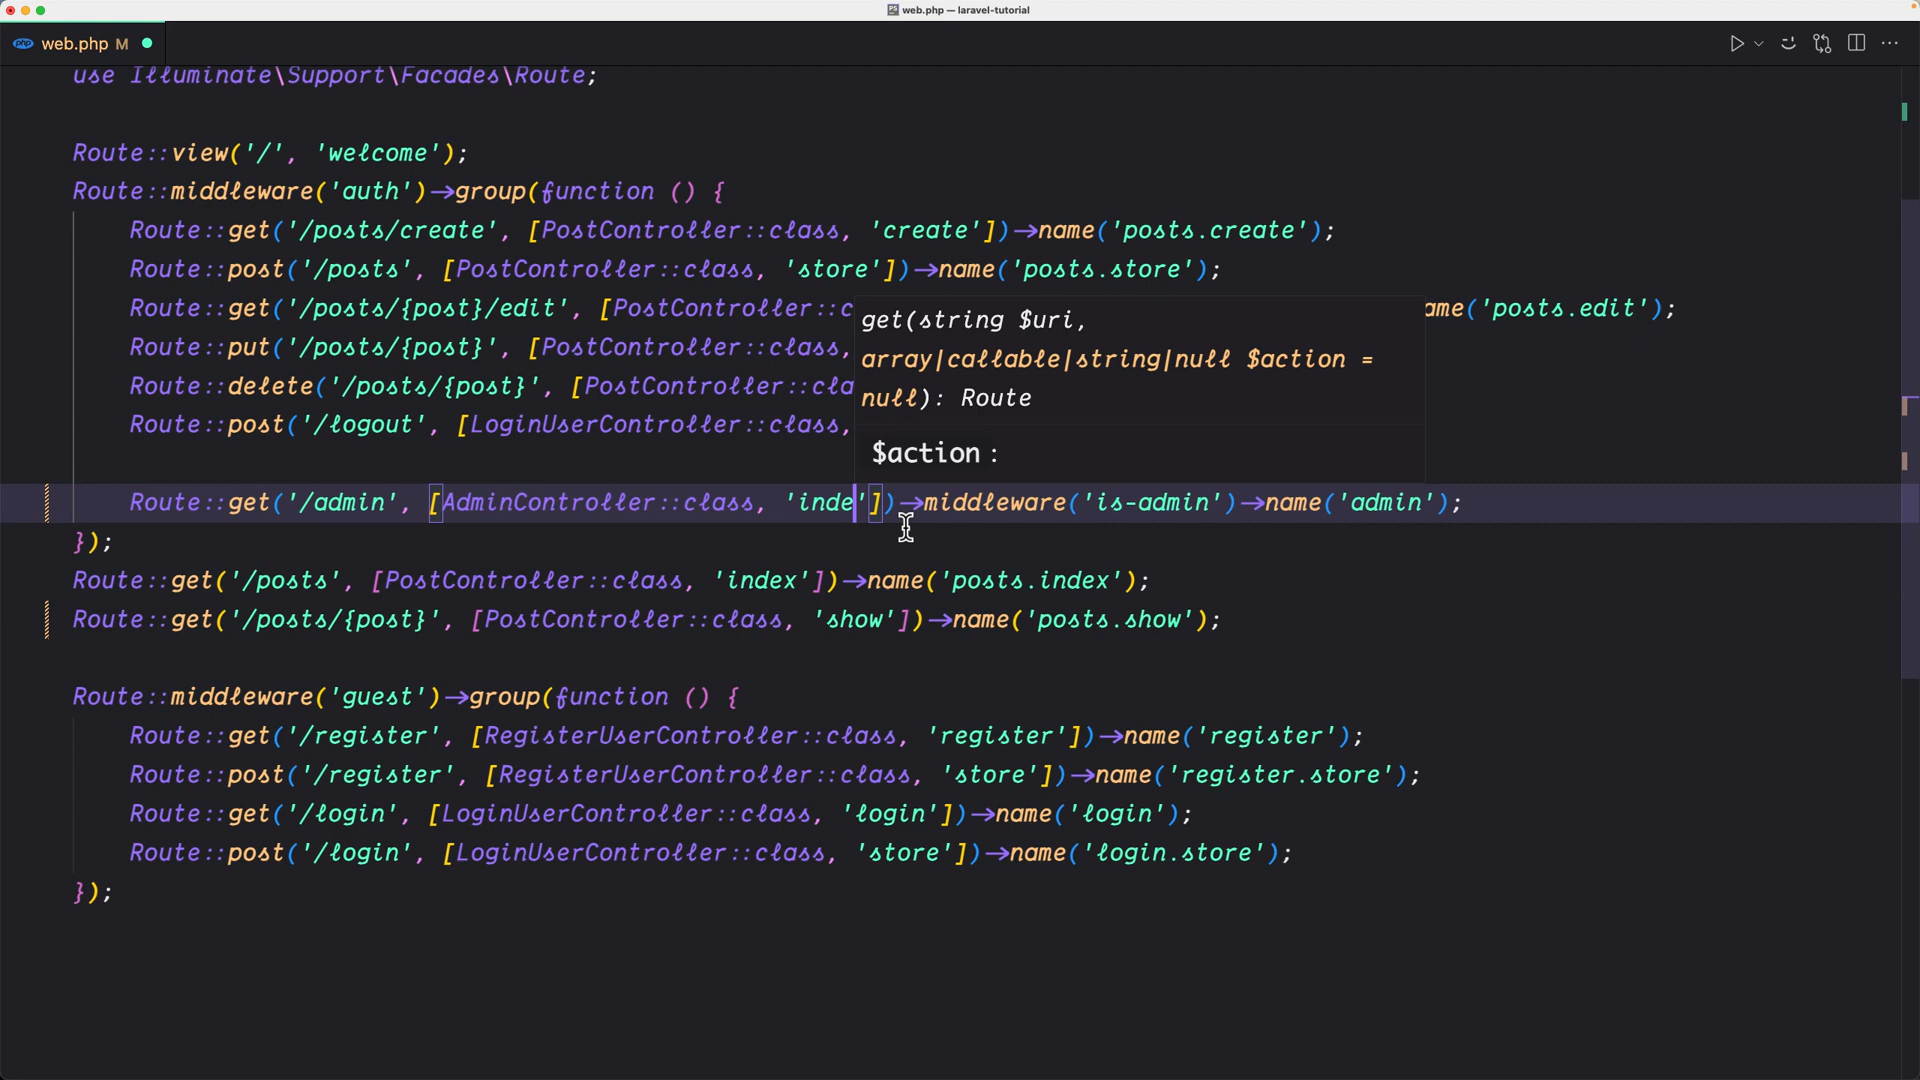 web.php — laravel-tutorial
php web.php M
use Illuminate\Support\Facades\Route;
Route::view('/', 'welcome');
Route::middleware('auth')->group(function () {
Route::get('/posts/create', [PostController::class, 'create'])->name('posts.create');
Route::post('/posts', [PostController::class, 'store'])->name('posts.store');
Route::get('/posts/{post}/edit', [PostController::c ame('posts.edit');
get(string $uri,
Route::put('/posts/{post}', [PostController::class,
array|callable|string|null $action =
Route::delete('/posts/{post}', [PostController::cla
null): Route
Route::post('/logout', [LoginUserController::class,
$action:
Route::get('/admin', [AdminController::class, 'inde'])->middleware('is-admin')->name('admin');
});
Route::get('/posts', [PostController::class, 'index'])->name('posts.index');
Route::get('/posts/{post}', [PostController::class, 'show'])->name('posts.show');
Route::middleware('guest')->group(function () {
Route::get('/register', [RegisterUserController::class, 'register'])->name('register');
Route::post('/register', [RegisterUserController::class, 'store'])->name('register.store');
Route::get('/login', [LoginUserController::class, 'login'])->name('login');
Route::post('/login', [LoginUserController::class, 'store'])->name('login.store');
});